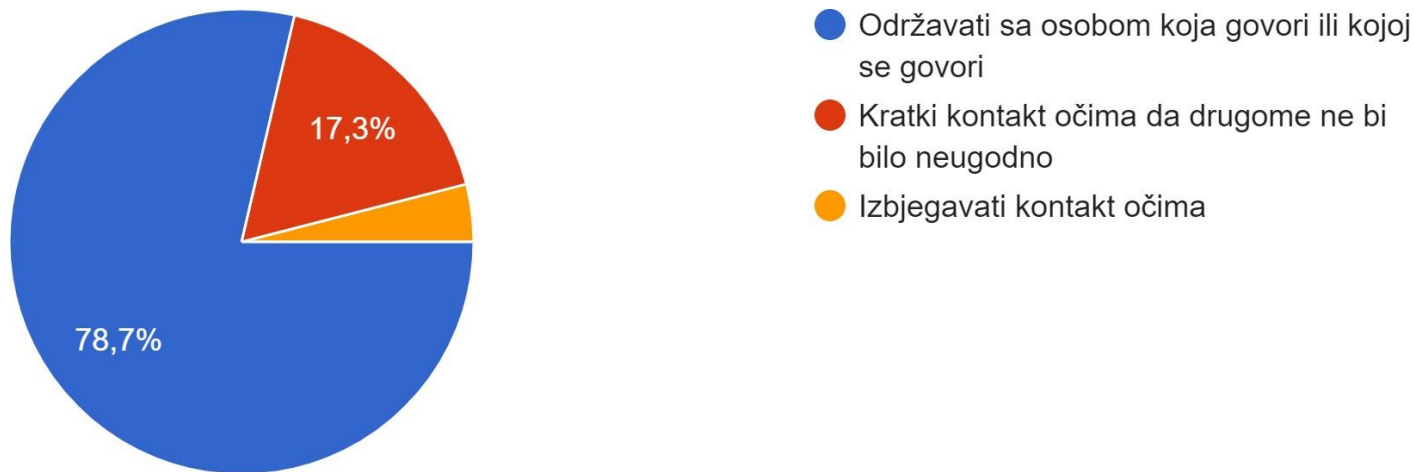 17,3%
78,7%
Održavati sa osobom koja govori ili kojoj
se govori
Kratki kontakt očima da drugome ne bi
bilo neugodno
Izbjegavati kontakt očima